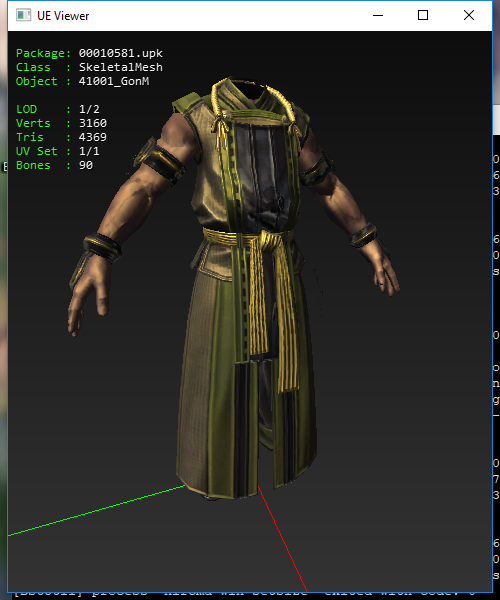 UE Viewer
Package: 00010581.upk
Class : SkeletalMesh
Object : 41001_GonM
LOD : 1/2
Verts : 3160
Tris : 4369
UV Set : 1/1
Bones : 90